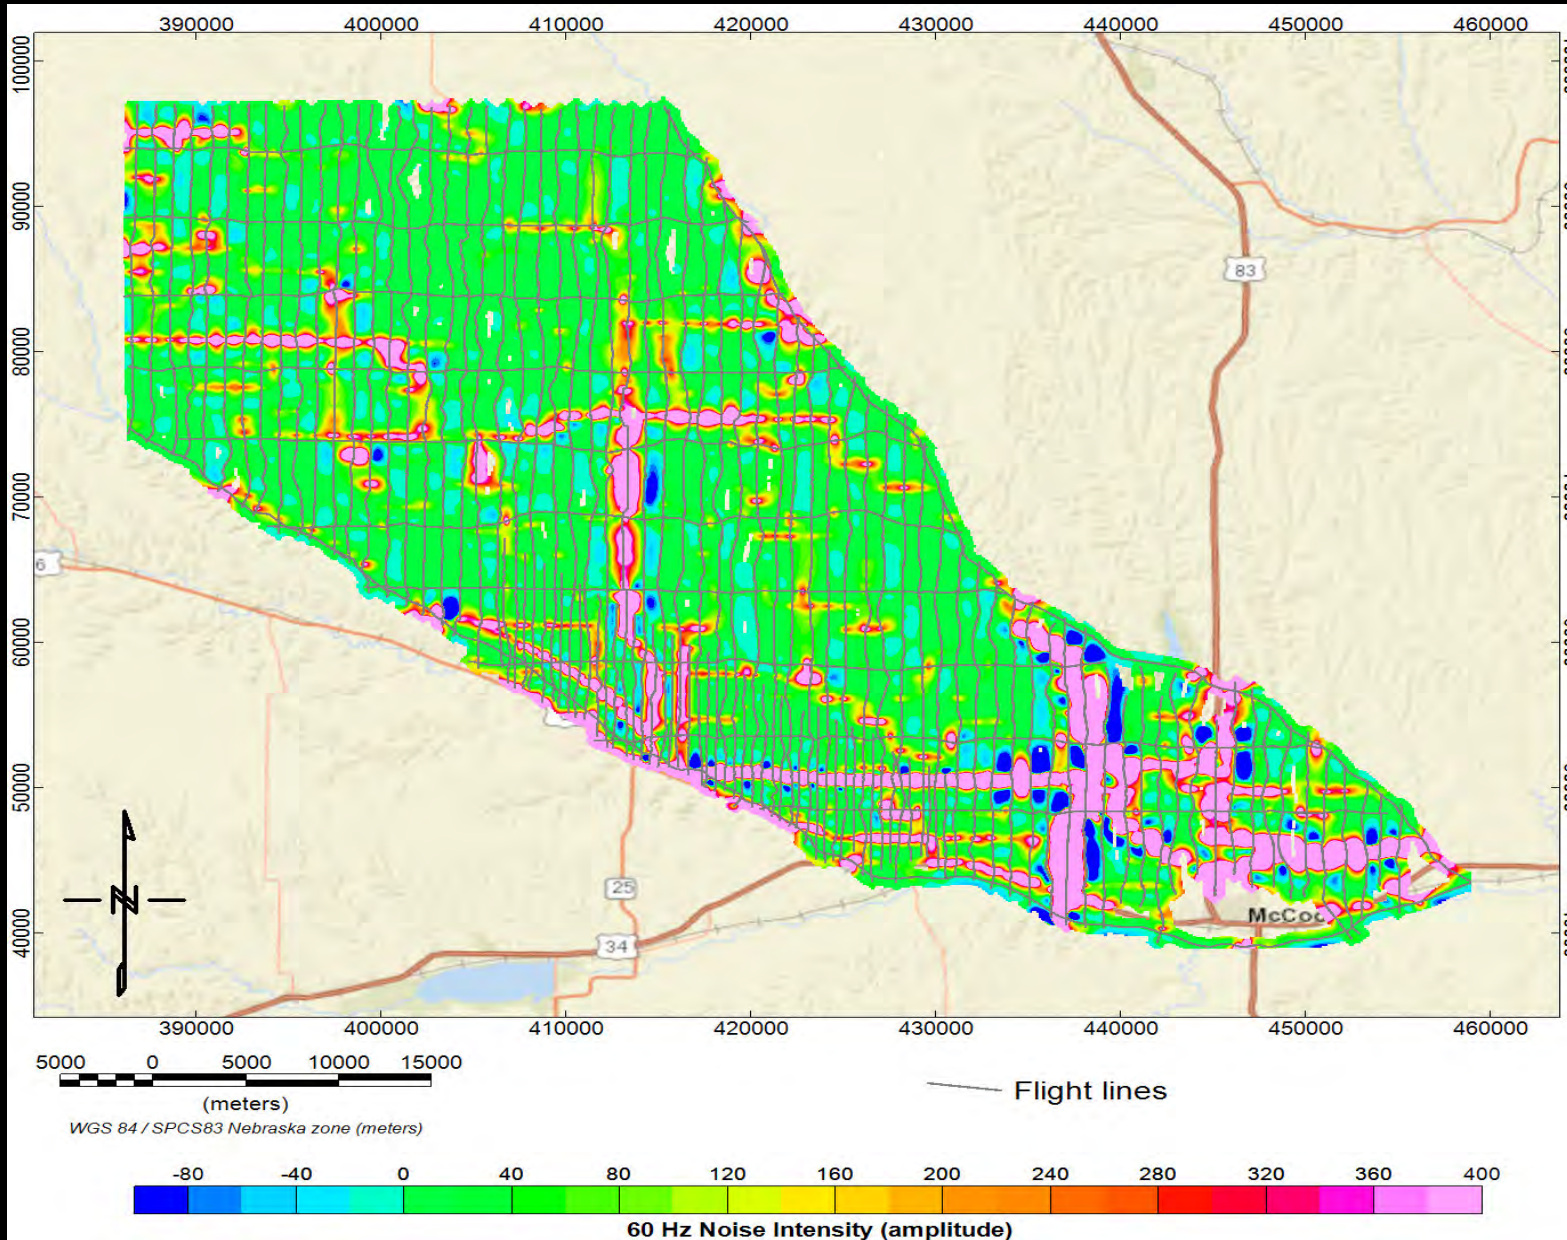 390000 400000 410000 420000 430000 440000 450000 460000
100000
90000
80000
70000
60000
50000
40000
83
6
25
34
McCoo
N
390000 400000 410000 420000 430000 440000 450000 460000
5000 0 5000 10000 15000
(meters)
WGS 84 / SPCS83 Nebraska zone (meters)
Flight lines
-80 -40 0 40 80 120 160 200 240 280 320 360 400
60 Hz Noise Intensity (amplitude)